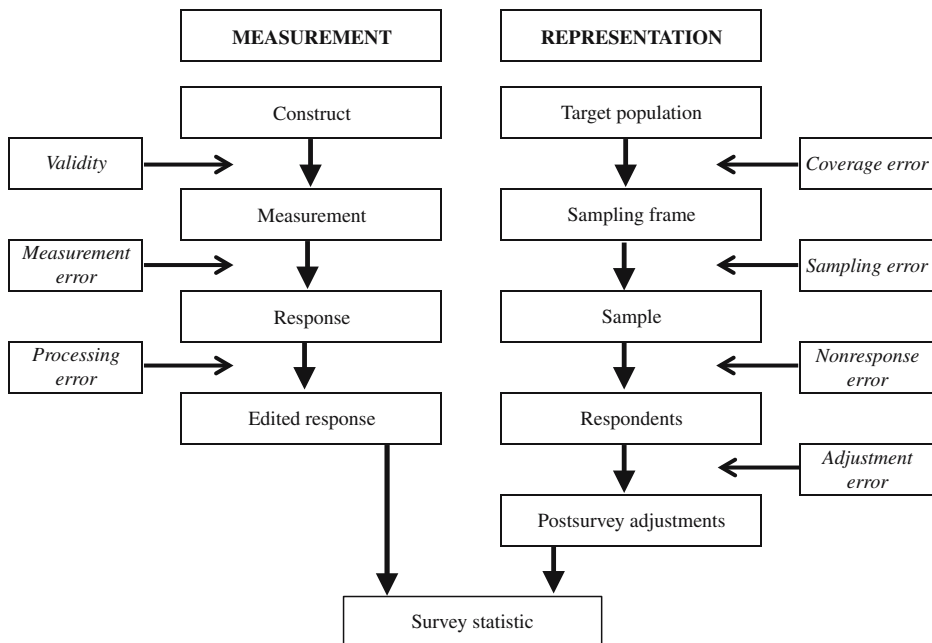 MEASUREMENT
REPRESENTATION
Construct
Target population
Validity
Coverage error
Measurement
Sampling frame
Measurement
error
Sampling error
Response
Sample
Processing
error
Nonresponse
error
Edited response
Respondents
Adjustment
error
Postsurvey adjustments
Survey statistic